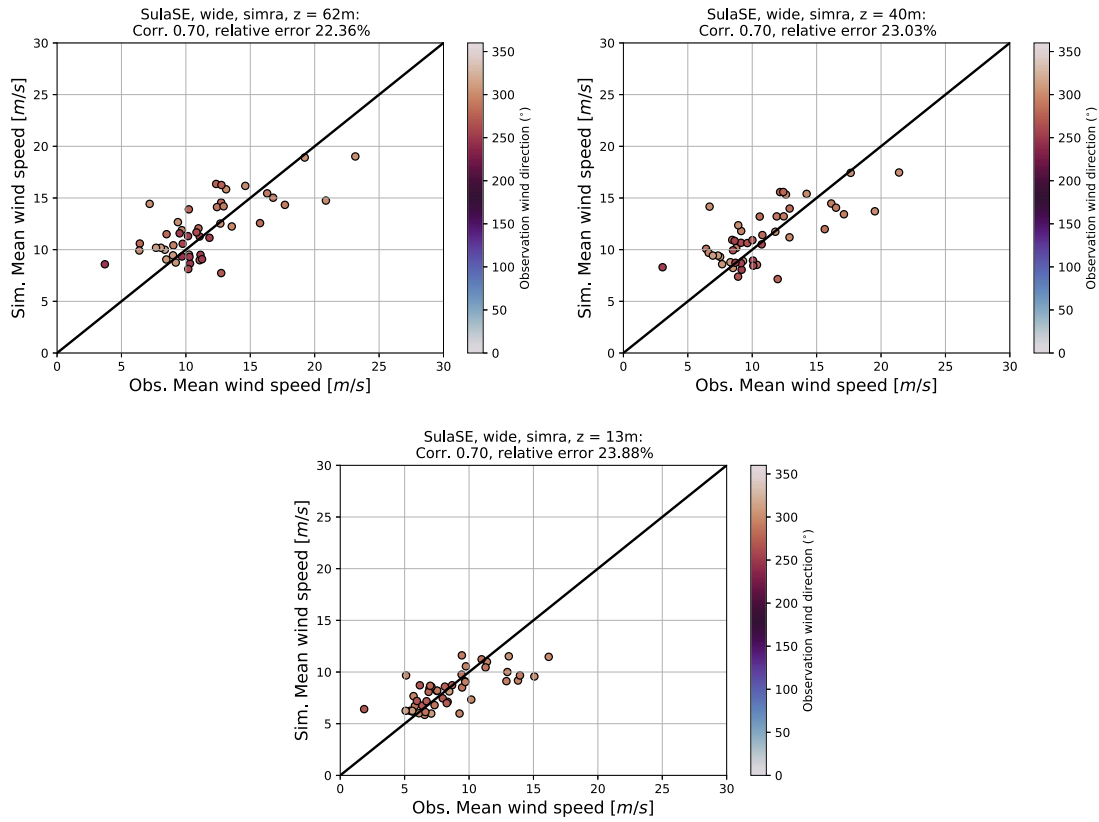 SulaSE, wide, simra, z = 62m:
Corr. 0.70, relative error 22.36%
30
25
20
15
10
5
0
Sim. Mean wind speed [m/s]
0 5 10 15 20 25 30
Obs. Mean wind speed [m/s]
350
300
250
200
150
100
50
0
Observation wind direction (°)
SulaSE, wide, simra, z = 40m:
Corr. 0.70, relative error 23.03%
30
25
20
15
10
5
0
Sim. Mean wind speed [m/s]
0 5 10 15 20 25 30
Obs. Mean wind speed [m/s]
350
300
250
200
150
100
50
0
Observation wind direction (°)
SulaSE, wide, simra, z = 13m:
Corr. 0.70, relative error 23.88%
30
25
20
15
10
5
0
Sim. Mean wind speed [m/s]
0 5 10 15 20 25 30
Obs. Mean wind speed [m/s]
350
300
250
200
150
100
50
0
Observation wind direction (°)